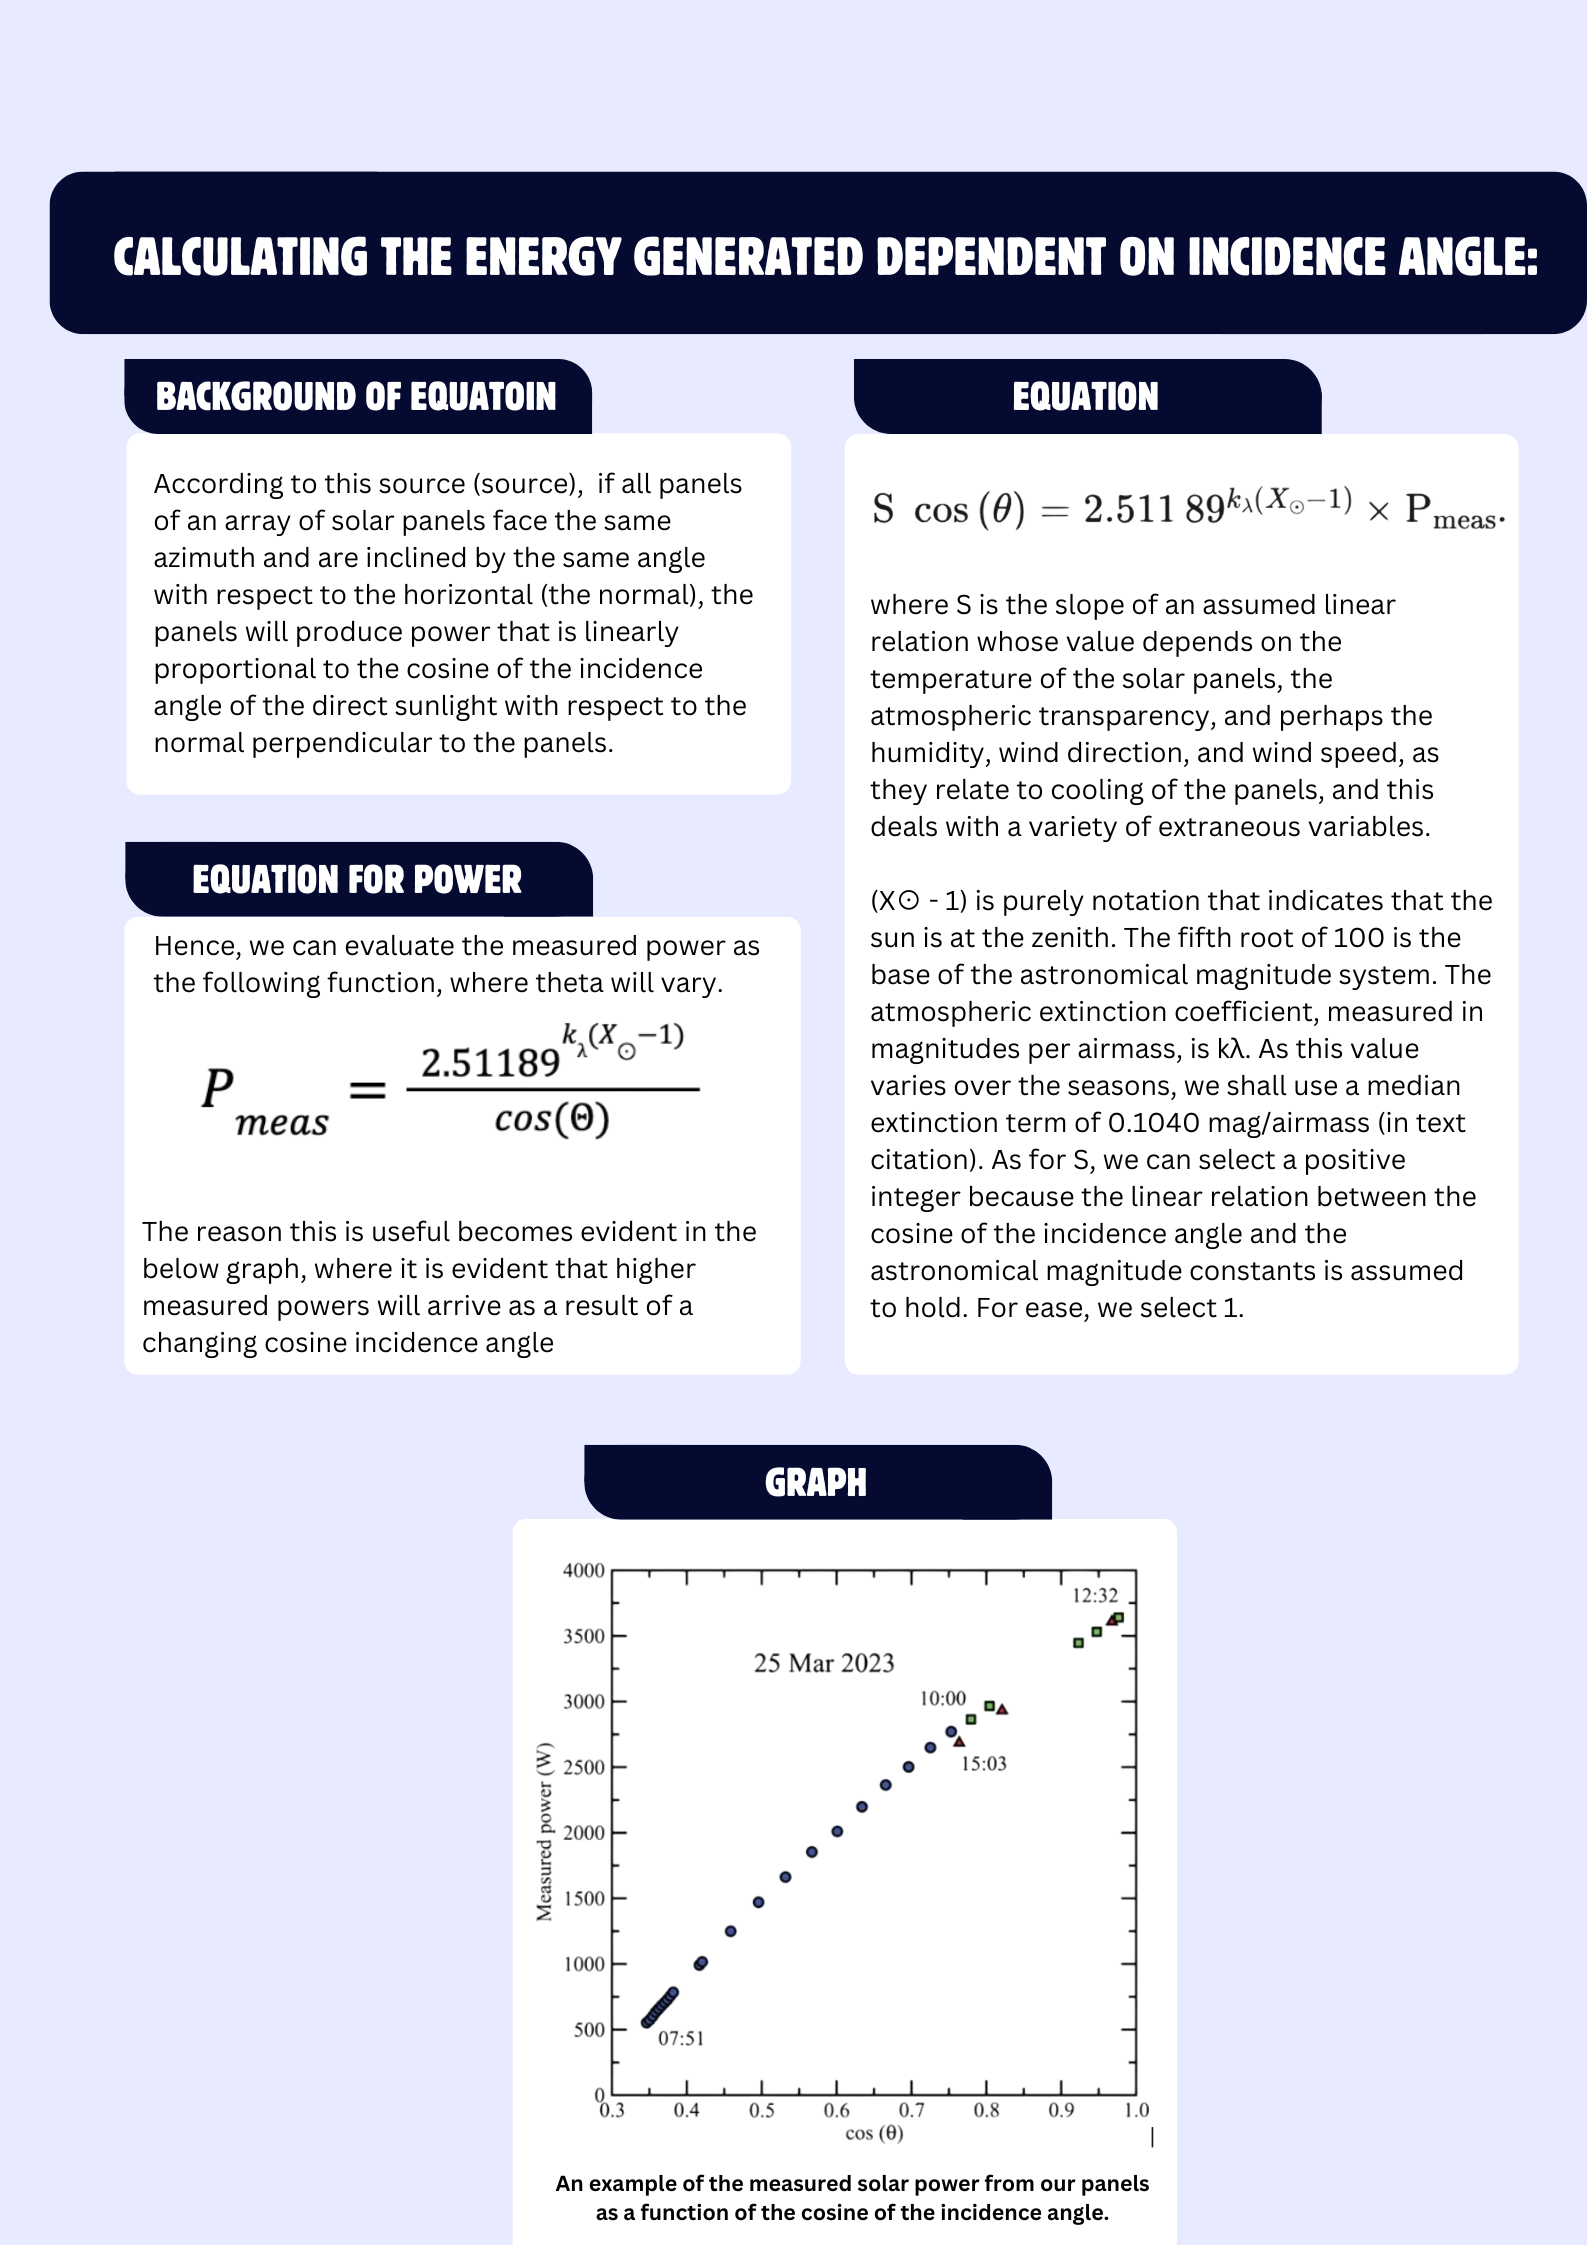 CALCULATING THE ENERGY GENERATED DEPENDENT ON INCIDENCE ANGLE:
BACKGROUND OF EQUATOIN
According to this source (source),  if all panels
of an array of solar panels face the same
azimuth and are inclined by the same angle
with respect to the horizontal (the normal), the
panels will produce power that is linearly
proportional to the cosine of the incidence
angle of the direct sunlight with respect to the
normal perpendicular to the panels.
EQUATION FOR POWER
Hence, we can evaluate the measured power as
the following function, where theta will vary.
P_meas = 2.51189^{k_λ(X_⊙−1)} / cos(Θ)
The reason this is useful becomes evident in the
below graph, where it is evident that higher
measured powers will arrive as a result of a
changing cosine incidence angle
EQUATION
S cos (θ) = 2.511 89^{k_λ(X_⊙−1)} × P_meas.
where S is the slope of an assumed linear
relation whose value depends on the
temperature of the solar panels, the
atmospheric transparency, and perhaps the
humidity, wind direction, and wind speed, as
they relate to cooling of the panels, and this
deals with a variety of extraneous variables.
(X⊙ - 1) is purely notation that indicates that the
sun is at the zenith. The fifth root of 100 is the
base of the astronomical magnitude system. The
atmospheric extinction coefficient, measured in
magnitudes per airmass, is kλ. As this value
varies over the seasons, we shall use a median
extinction term of 0.1040 mag/airmass (in text
citation). As for S, we can select a positive
integer because the linear relation between the
cosine of the incidence angle and the
astronomical magnitude constants is assumed
to hold. For ease, we select 1.
GRAPH
4000
3500
3000
2500
2000
1500
1000
500
0
Measured power (W)
25 Mar 2023
12:32
10:00
15:03
07:51
0.3 0.4 0.5 0.6 0.7 0.8 0.9 1.0
cos (θ)
An example of the measured solar power from our panels
as a function of the cosine of the incidence angle.